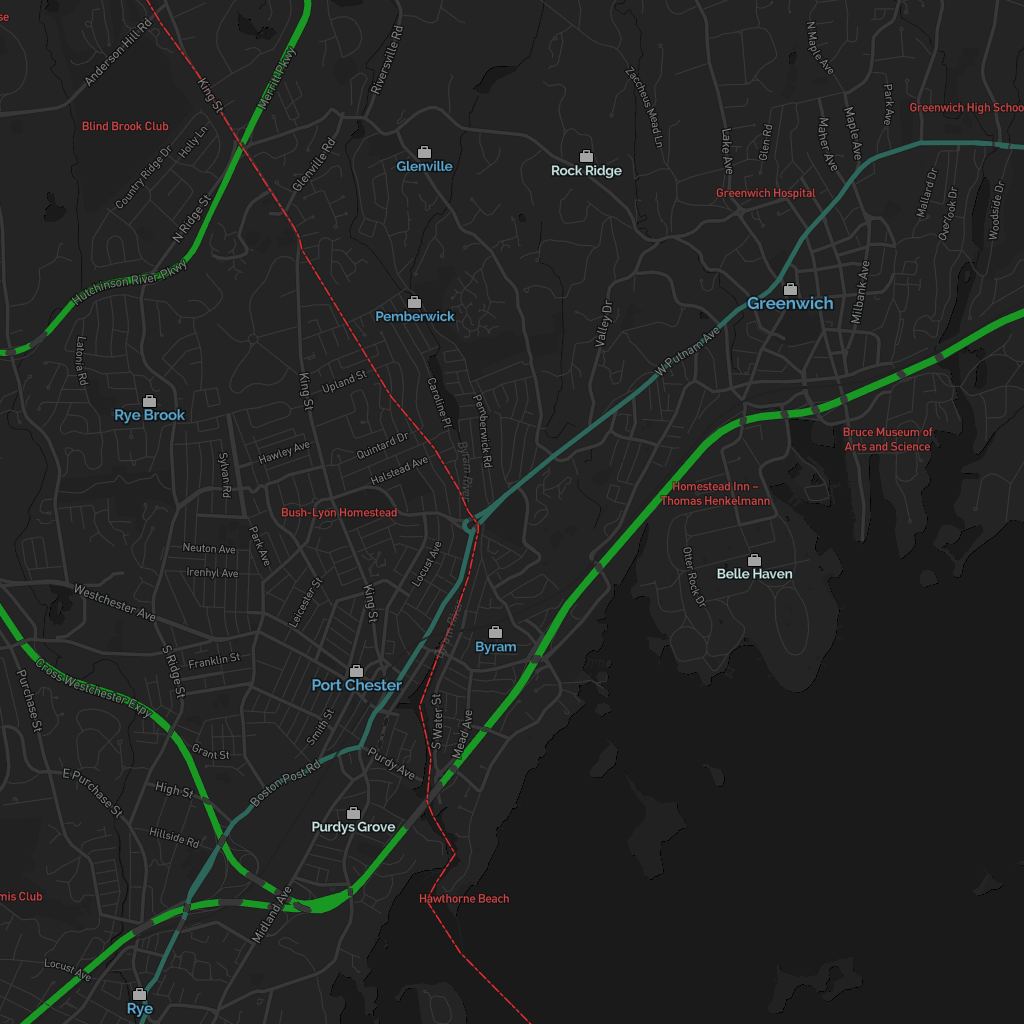 se
Anderson Hill Rd
King St
Merritt Pkwy
Riversville Rd
Zaccheus Mead Ln
N Maple Ave
Park Ave
Greenwich High Schoo
Blind Brook Club
Holly Ln
Country Ridge Dr
Glenville Rd
Glenville
Rock Ridge
Lake Ave
Glen Rd
Maher Ave
Maple Ave
Greenwich Hospital
Mallard Dr
Overlook Dr
Woodside Dr
N Ridge St
Hutchinson River Pkwy
Pemberwick
Greenwich
Milbank Ave
Valley Dr
W Putnam Ave
Latonia Rd
Upland St
King St
Caroline Pl
Pemberwick Rd
Rye Brook
Hawley Ave
Quintard Dr
Halstead Ave
Byram River
Sylvan Rd
Bruce Museum of
Arts and Science
Homestead Inn –
Thomas Henkelmann
Bush-Lyon Homestead
Park Ave
Neuton Ave
Irenhyl Ave
Locust Ave
Otter Rock Dr
Belle Haven
Westchester Ave
Leicester St
King St
Byram River
Byram
S Ridge St
Franklin St
Port Chester
Cross Westchester Expy
Purchase St
Smith St
S Water St
Mead Ave
Grant St
Purdy Ave
Boston Post Rd
E Purchase St
High St
Hillside Rd
Purdys Grove
mis Club
Hawthorne Beach
Midland Ave
Locust Ave
Rye